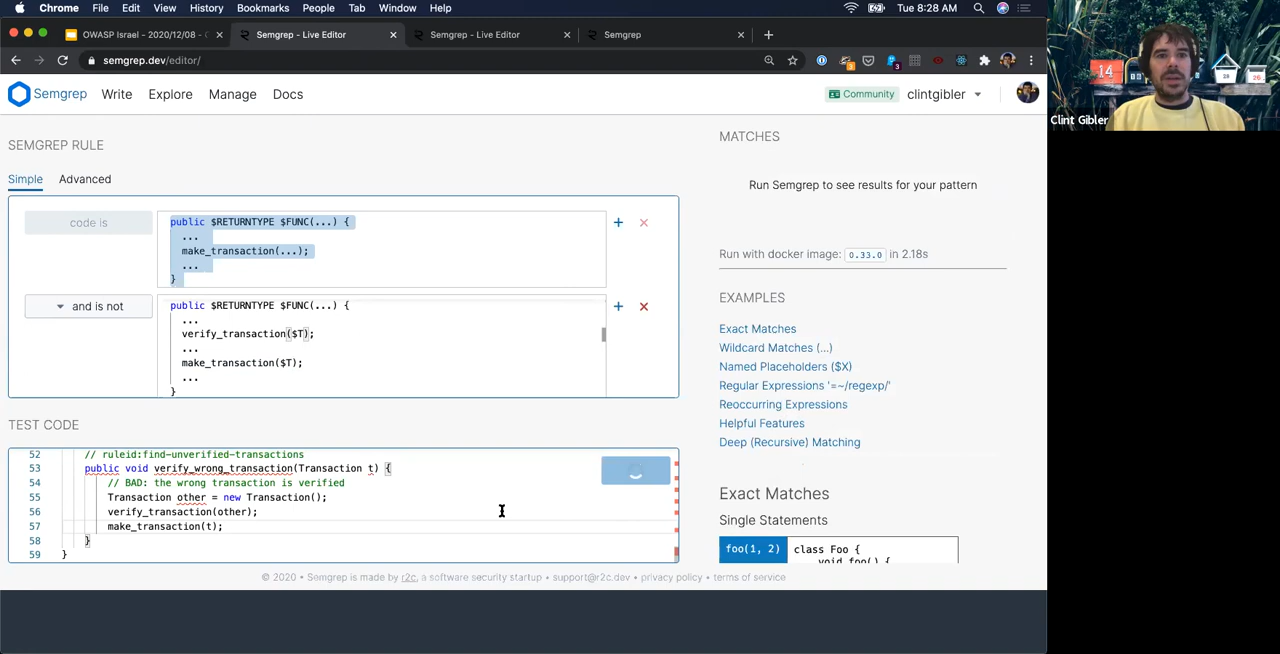 Chrome File Edit View History Bookmarks People Tab Window Help Tue 8:28 AM
OWASP Israel - 2020/12/08 - Semgrep - Live Editor Semgrep - Live Editor Semgrep
semgrep.dev/editor/
Semgrep Write Explore Manage Docs Community clintgibler
SEMGREP RULE
Simple Advanced
code is
public $RETURNTYPE $FUNC(...) {
...
make_transaction(...);
...
}
and is not
public $RETURNTYPE $FUNC(...) {
...
verify_transaction($T);
...
make_transaction($T);
...
}
TEST CODE
52 // ruleid:find-unverified-transactions
53 public void verify_wrong_transaction(Transaction t) {
54 // BAD: the wrong transaction is verified
55 Transaction other = new Transaction();
56 verify_transaction(other);
57 make_transaction(t);
58 }
59 }
MATCHES
Run Semgrep to see results for your pattern
Run with docker image: 0.33.0 in 2.18s
EXAMPLES
Exact Matches
Wildcard Matches (...)
Named Placeholders ($X)
Regular Expressions '=~/regexp/'
Reoccurring Expressions
Helpful Features
Deep (Recursive) Matching
Exact Matches
Single Statements
foo(1, 2) class Foo {
void foo() {
© 2020 • Semgrep is made by r2c, a software security startup • support@r2c.dev • privacy policy • terms of service
14
Clint Gibler